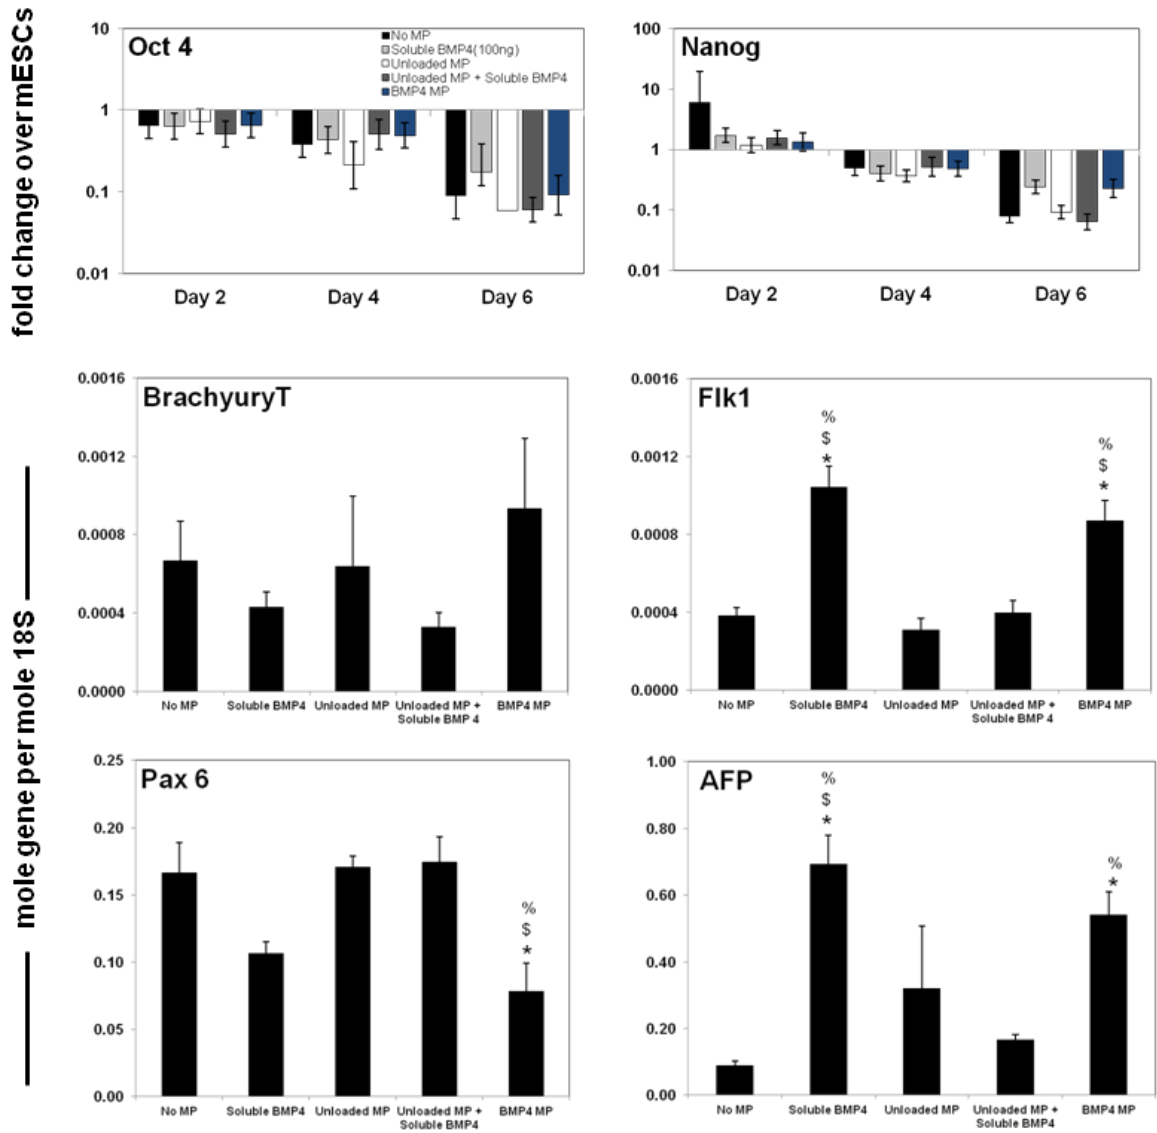 fold change over mESCs
Oct 4
No MP
Soluble BMP4(100ng)
Unloaded MP
Unloaded MP + Soluble BMP4
BMP4 MP
10
1
0.1
0.01
Day 2 Day 4 Day 6
Nanog
100
10
1
0.1
0.01
Day 2 Day 4 Day 6
mole gene per mole 18S
BrachyuryT
0.0016
0.0012
0.0008
0.0004
0.0000
No MP Soluble BMP4 Unloaded MP Unloaded MP + BMP4 MP
Soluble BMP 4
Flk1
0.0016
0.0012
0.0008
0.0004
0.0000
%
$
*
%
$
*
No MP Soluble BMP4 Unloaded MP Unloaded MP + BMP4 MP
Soluble BMP 4
Pax 6
0.25
0.20
0.15
0.10
0.05
0.00
%
$
*
No MP Soluble BMP4 Unloaded MP Unloaded MP + BMP4 MP
Soluble BMP4
AFP
1.00
0.80
0.60
0.40
0.20
0.00
%
$
*
%
*
No MP Soluble BMP4 Unloaded MP Unloaded MP + BMP4 MP
Soluble BMP4